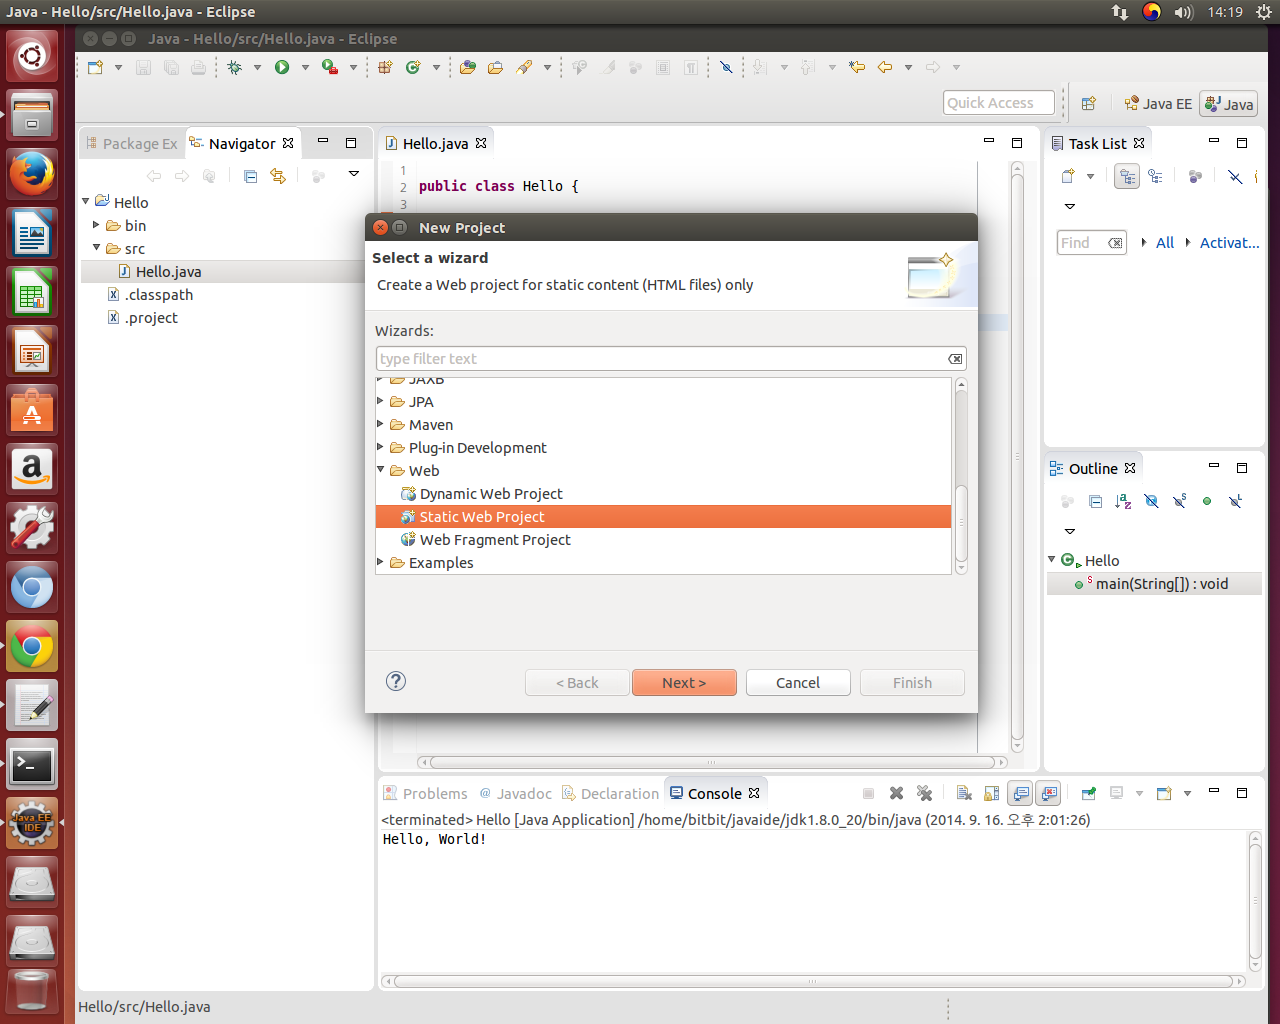 Java - Hello/src/Hello.java - Eclipse
14:19
Java - Hello/src/Hello.java - Eclipse
Quick Access
Java EE
Java
Package Ex
Navigator
Hello
bin
src
Hello.java
.classpath
.project
Hello.java
1
2
3
public class Hello {
New Project
Select a wizard
Create a Web project for static content (HTML files) only
Wizards:
type filter text
JAXB
JPA
Maven
Plug-in Development
Web
Dynamic Web Project
Static Web Project
Web Fragment Project
Examples
< Back
Next >
Cancel
Finish
Task List
Find
All
Activat...
Outline
Hello
main(String[]) : void
Problems
Javadoc
Declaration
Console
<terminated> Hello [Java Application] /home/bitbit/javaide/jdk1.8.0_20/bin/java (2014. 9. 16. 오후 2:01:26)
Hello, World!
Java EE
IDE
Hello/src/Hello.java